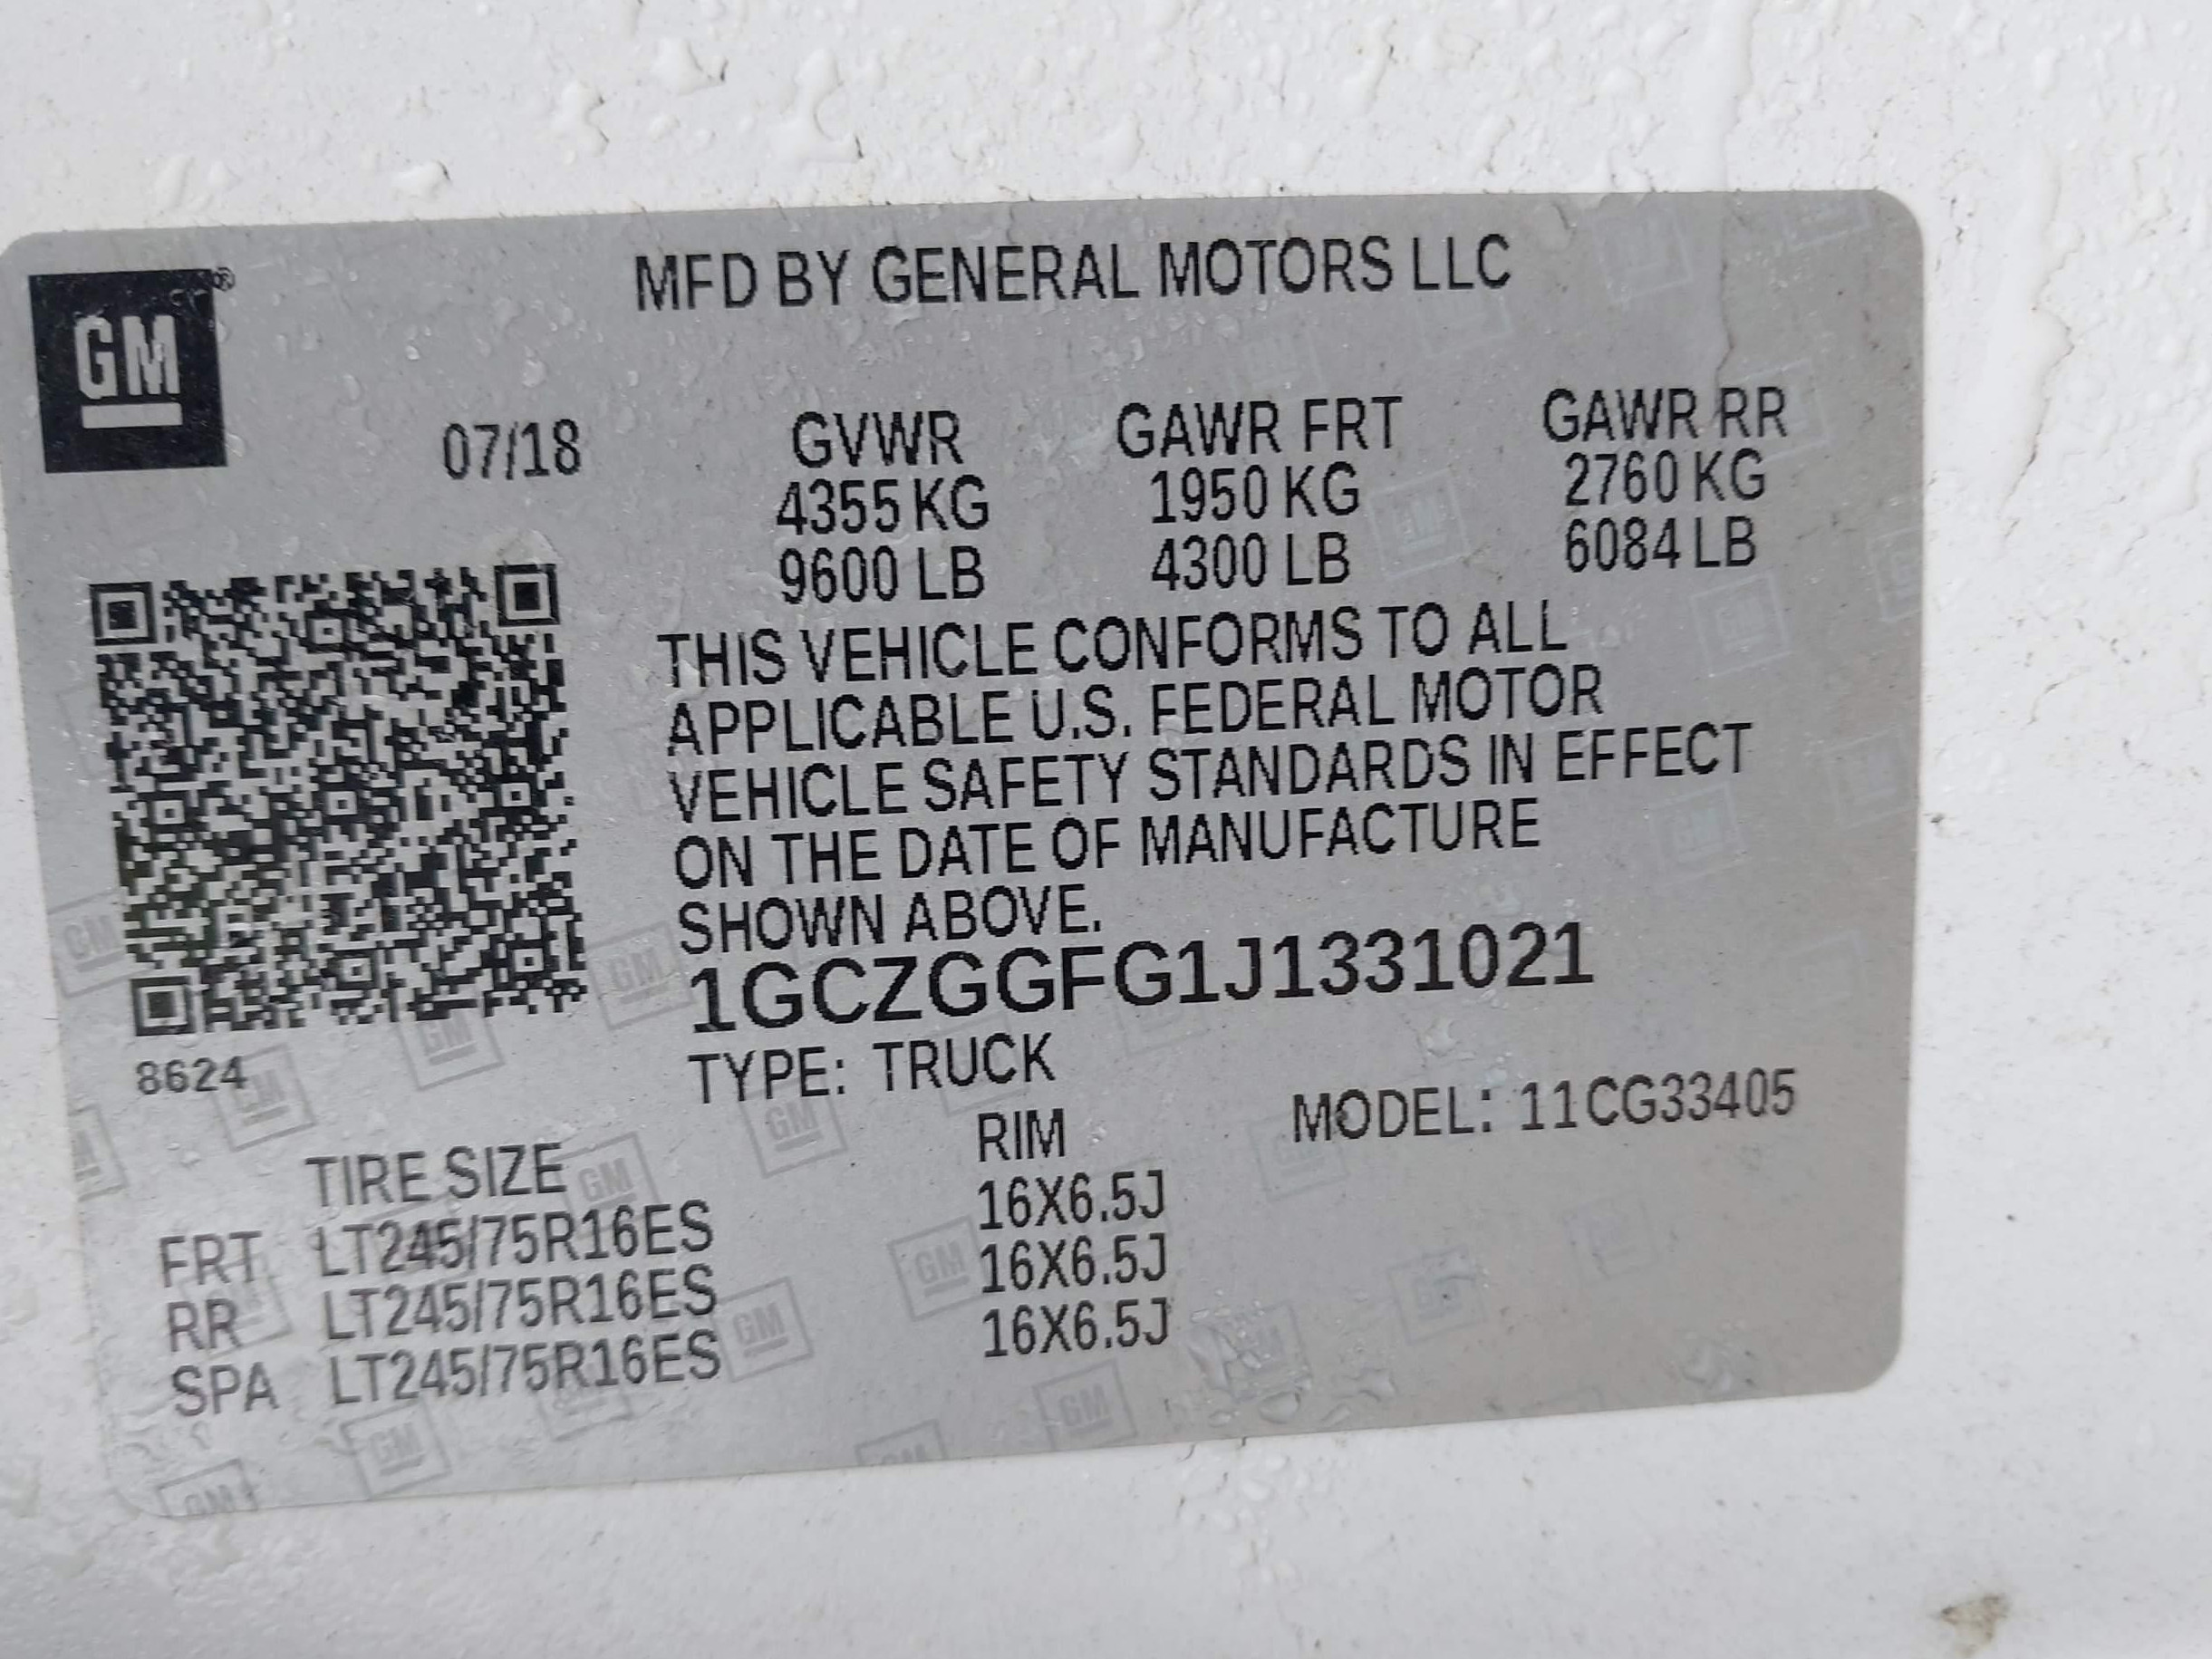 MFD BY GENERAL MOTORS LLC
GM
07/18
GVWR GAWR FRT GAWR RR
4355 KG 1950 KG 2760 KG
9600 LB 4300 LB 6084 LB
THIS VEHICLE CONFORMS TO ALL
APPLICABLE U.S. FEDERAL MOTOR
VEHICLE SAFETY STANDARDS IN EFFECT
ON THE DATE OF MANUFACTURE
SHOWN ABOVE.
1GCZGGFG1J1331021
8624
TYPE: TRUCK
MODEL: 11CG33405
TIRE SIZE RIM
FRT LT245/75R16ES 16X6.5J
RR LT245/75R16ES 16X6.5J
SPA LT245/75R16ES 16X6.5J